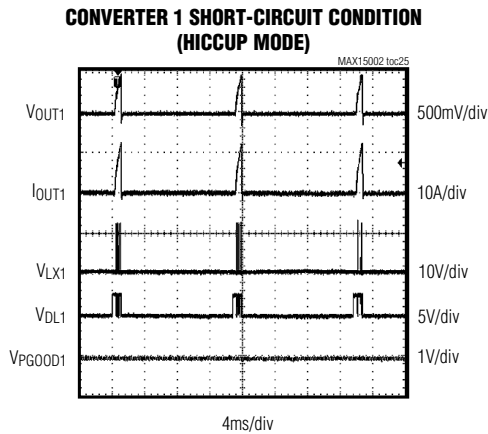 CONVERTER 1 SHORT-CIRCUIT CONDITION
(HICCUP MODE)
MAX15002 toc25
VOUT1
500mV/div
IOUT1
10A/div
VLX1
10V/div
VDL1
5V/div
VPGOOD1
1V/div
4ms/div